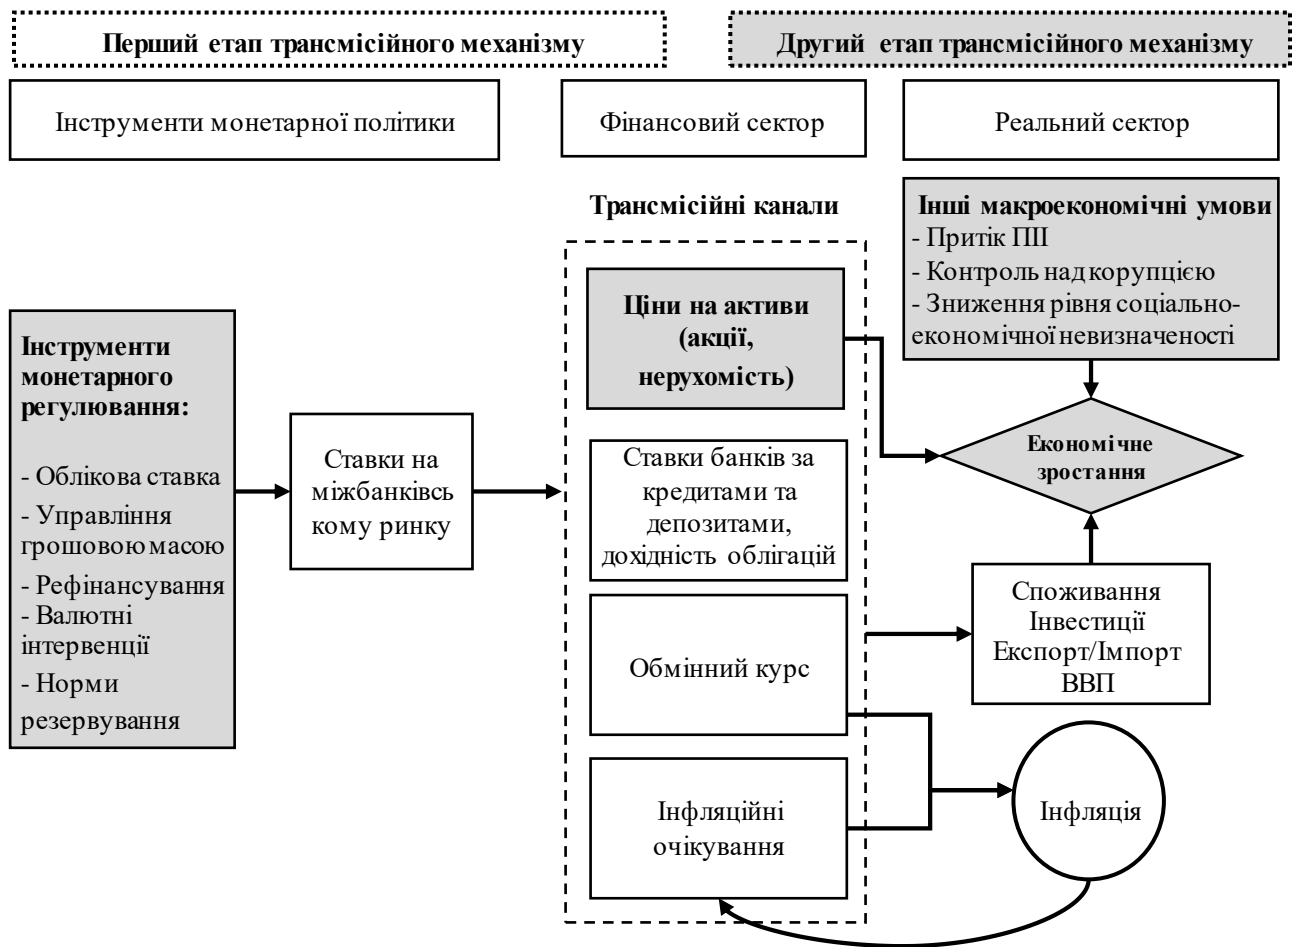 Перший етап трансмісійного механізму
Другий етап трансмісійного механізму
Інструменти монетарної політики
Фінансовий сектор
Реальний сектор
Трансмісійні канали
Інші макроекономічні умови
- Притік ПІІ
- Контроль над корупцією
- Зниження рівня соціально-
економічної невизначеності
Ціни на активи
(акції,
нерухомість)
Інструменти
монетарного
регулювання:
- Облікова ставка
- Управління
грошовою масою
- Рефінансування
- Валютні
інтервенції
- Норми
резервування
Ставки на
міжбанківсь
кому ринку
Ставки банків за
кредитами та
депозитами,
дохідність облігацій
Економічне
зростання
Обмінний курс
Споживання
Інвестиції
Експорт/Імпорт
ВВП
Інфляційні
очікування
Інфляція